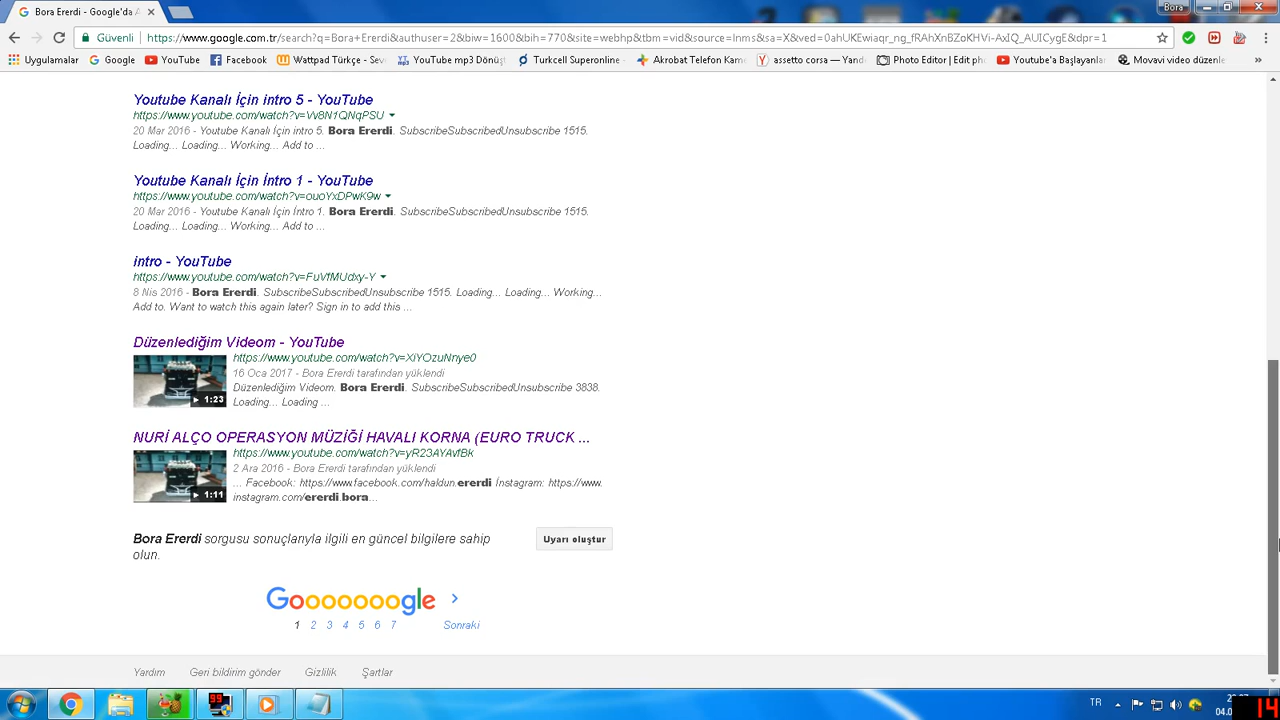 Bora Ererdi - Google'da A
Bora
Güvenli
https://www.google.com.tr/search?q=Bora+Ererdi&authuser=2&biw=1600&bih=770&site=webhp&tbm=vid&source=lnms&sa=X&ved=0ahUKEwiaqr_ng_fRAhXnBZoKHVi-AxIQ_AUICygE&dpr=1
Uygulamalar
Google
YouTube
Facebook
Wattpad Türkçe - Sev
YouTube mp3 Dönüşt
Turkcell Superonline
Akrobat Telefon Kame
assetto corsa — Yande
Photo Editor | Edit pho
Youtube'a Başlayanlar
Movavi video düzenle
»
Youtube Kanalı İçin intro 5 - YouTube
https://www.youtube.com/watch?v=Vv8N1QNqPSU
20 Mar 2016 - Youtube Kanalı İçin intro 5. Bora Ererdi. SubscribeSubscribedUnsubscribe 1515.
Loading... Loading... Working... Add to ...
Youtube Kanalı İçin İntro 1 - YouTube
https://www.youtube.com/watch?v=ouoYxDPwK9w
20 Mar 2016 - Youtube Kanalı İçin İntro 1. Bora Ererdi. SubscribeSubscribedUnsubscribe 1515.
Loading... Loading... Working... Add to ...
intro - YouTube
https://www.youtube.com/watch?v=FuVfMUdxy-Y
8 Nis 2016 - Bora Ererdi. SubscribeSubscribedUnsubscribe 1515. Loading... Loading... Working...
Add to. Want to watch this again later? Sign in to add this ...
Düzenlediğim Videom - YouTube
https://www.youtube.com/watch?v=XlYOzuNnye0
16 Oca 2017 - Bora Ererdi tarafından yüklendi
Düzenlediğim Videom. Bora Ererdi. SubscribeSubscribedUnsubscribe 3838.
Loading... Loading ...
1:23
NURİ ALÇO OPERASYON MÜZİĞİ HAVALI KORNA (EURO TRUCK ...
https://www.youtube.com/watch?v=yR23AYAvfBk
2 Ara 2016 - Bora Ererdi tarafından yüklendi
... Facebook: https://www.facebook.com/haldun.ererdi İnstagram: https://www.
instagram.com/ererdi.bora...
1:11
Bora Ererdi sorgusu sonuçlarıyla ilgili en güncel bilgilere sahip
olun.
Uyarı oluştur
Gooooooogle
1 2 3 4 5 6 7 Sonraki
Yardım Geri bildirim gönder Gizlilik Şartlar
99
TR
14